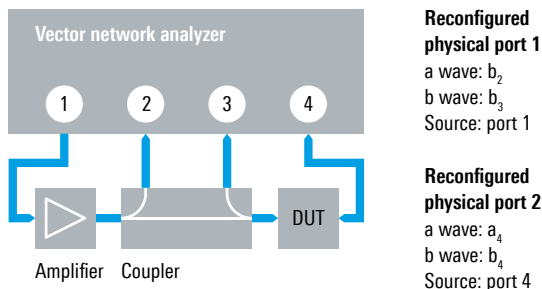 Vector network analyzer
1 2 3 4
DUT
Amplifier Coupler
Reconfigured
physical port 1
a wave: b₂
b wave: b₃
Source: port 1
Reconfigured
physical port 2
a wave: a₄
b wave: b₄
Source: port 4